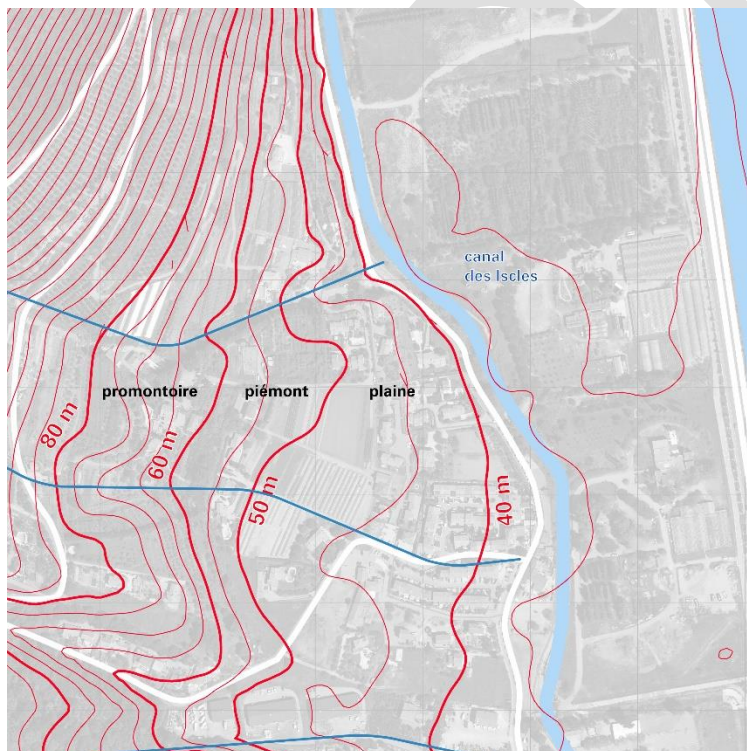 canal
des Iscles
promontoire
piémont
plaine
80 m
60 m
50 m
40 m